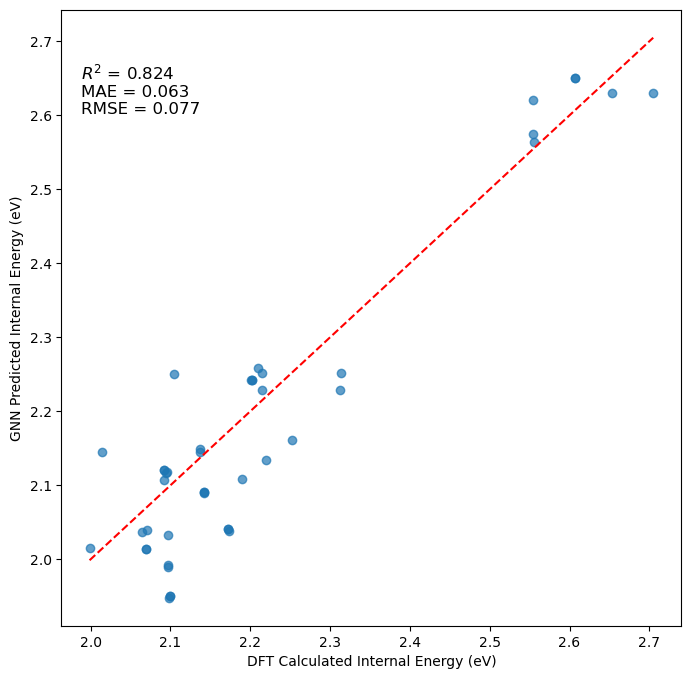 R² = 0.824
MAE = 0.063
RMSE = 0.077
GNN Predicted Internal Energy (eV)
2.7
2.6
2.5
2.4
2.3
2.2
2.1
2.0
2.0 2.1 2.2 2.3 2.4 2.5 2.6 2.7
DFT Calculated Internal Energy (eV)